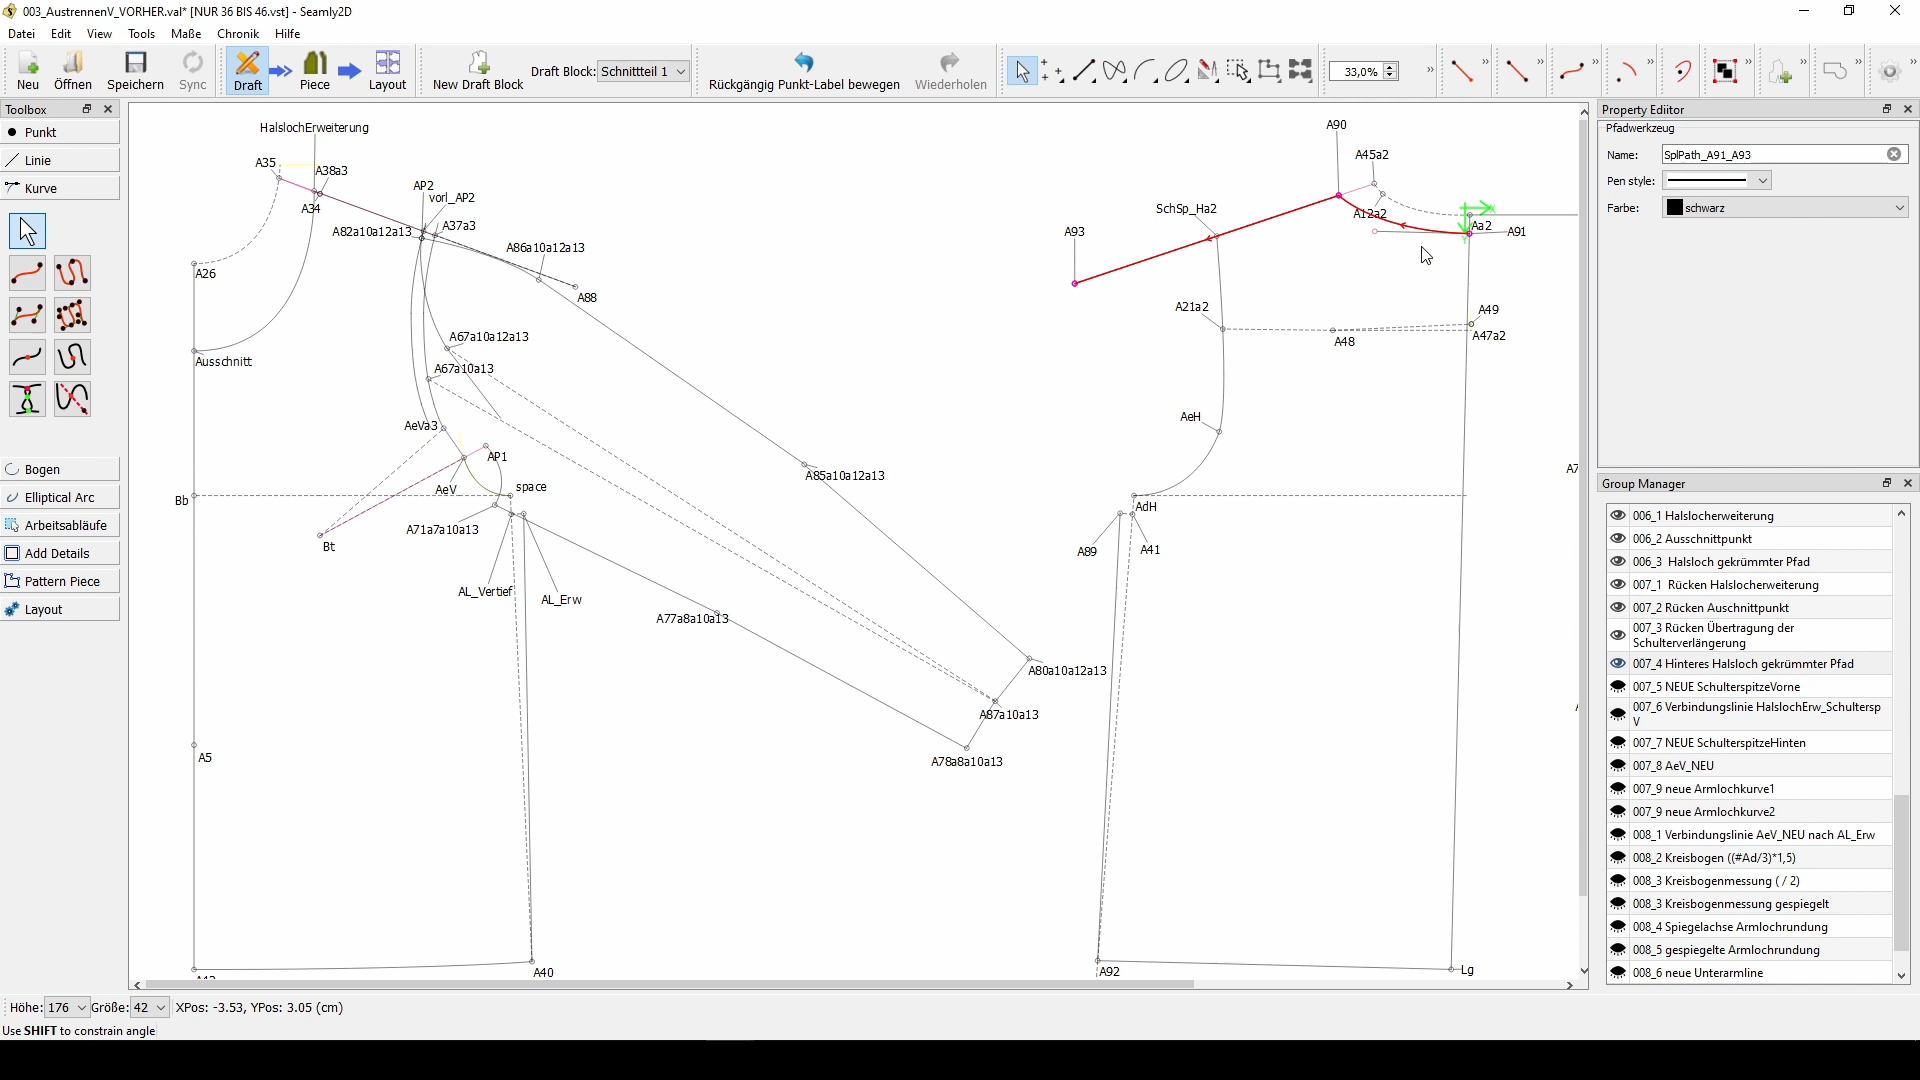 003_AustrennenV_VORHER.val* [NUR 36 BIS 46.vst] - Seamly2D
Datei Edit View Tools Maße Chronik Hilfe
Neu Öffnen Speichern Sync Draft Piece Layout New Draft Block Draft Block: Schnittteil 1 Rückgängig Punkt-Label bewegen Wiederholen 33,0%
Toolbox
Punkt
Linie
Kurve
Bogen
Elliptical Arc
Arbeitsabläufe
Add Details
Pattern Piece
Layout
HalslochErweiterung
A35
A38a3
A34
AP2
vorl_AP2
A82a10a12a13
A37a3
A86a10a12a13
A88
A26
Ausschnitt
A67a10a12a13
A67a10a13
AeVa3
AP1
AeV
space
Bb
A71a7a10a13
Bt
AL_Vertief
AL_Erw
A85a10a12a13
A77a8a10a13
A80a10a12a13
A87a10a13
A78a8a10a13
A5
A40
A90
A45a2
SchSp_Ha2
A12a2
A93
Aa2
A91
A21a2
A49
A48
A47a2
AeH
A7
AdH
A89
A41
A92
Lg
Property Ediitor
Pfadwerkzeug
Name: SplPath_A91_A93
Pen style:
Farbe: schwarz
Group Manager
006_1 Halslocherweiterung
006_2 Ausschnittpunkt
006_3 Halsloch gekrümmter Pfad
007_1 Rücken Halslocherweiterung
007_2 Rücken Auschnittpunkt
007_3 Rücken Übertragung der
Schulterverlängerung
007_4 Hinteres Halsloch gekrümmter Pfad
007_5 NEUE SchulterspitzeVorne
007_6 Verbindungslinie HalslochErw_Schultersp
V
007_7 NEUE SchulterspitzeHinten
007_8 AeV_NEU
007_9 neue Armlochkurve1
007_9 neue Armlochkurve2
008_1 Verbindungslinie AeV_NEU nach AL_Erw
008_2 Kreisbogen ((#Ad/3)*1,5)
008_3 Kreisbogenmessung ( / 2)
008_3 Kreisbogenmessung gespiegelt
008_4 Spiegelachse Armlochrundung
008_5 gespiegelte Armlochrundung
008_6 neue Unterarmline
Höhe: 176 Größe: 42 XPos: -3.53, YPos: 3.05 (cm)
Use SHIFT to constrain angle